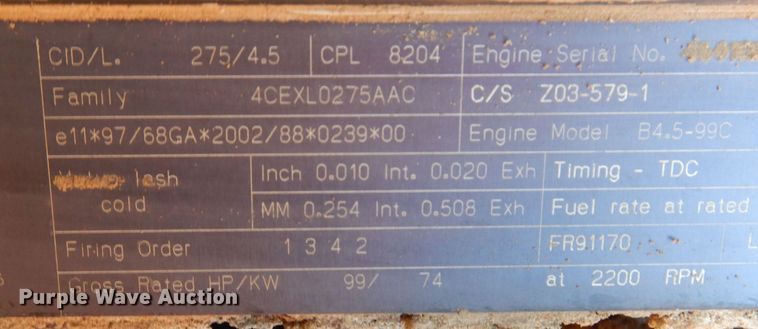 CID/L. 275/4.5 CPL 8204 Engine Serial No.
Family 4CEXL0275AAC C/S Z03-579-1
e11*97/68GA*2002/88*0239*00 Engine Model B4.5-99C
lash Inch 0.010 Int. 0.020 Exh Timing - TDC
cold MM 0.254 Int. 0.508 Exh Fuel rate at rated
Firing Order 1 3 4 2 FR91170 L
Gross Rated HP/KW 99/ 74 at 2200 RPM
Purple Wave Auction